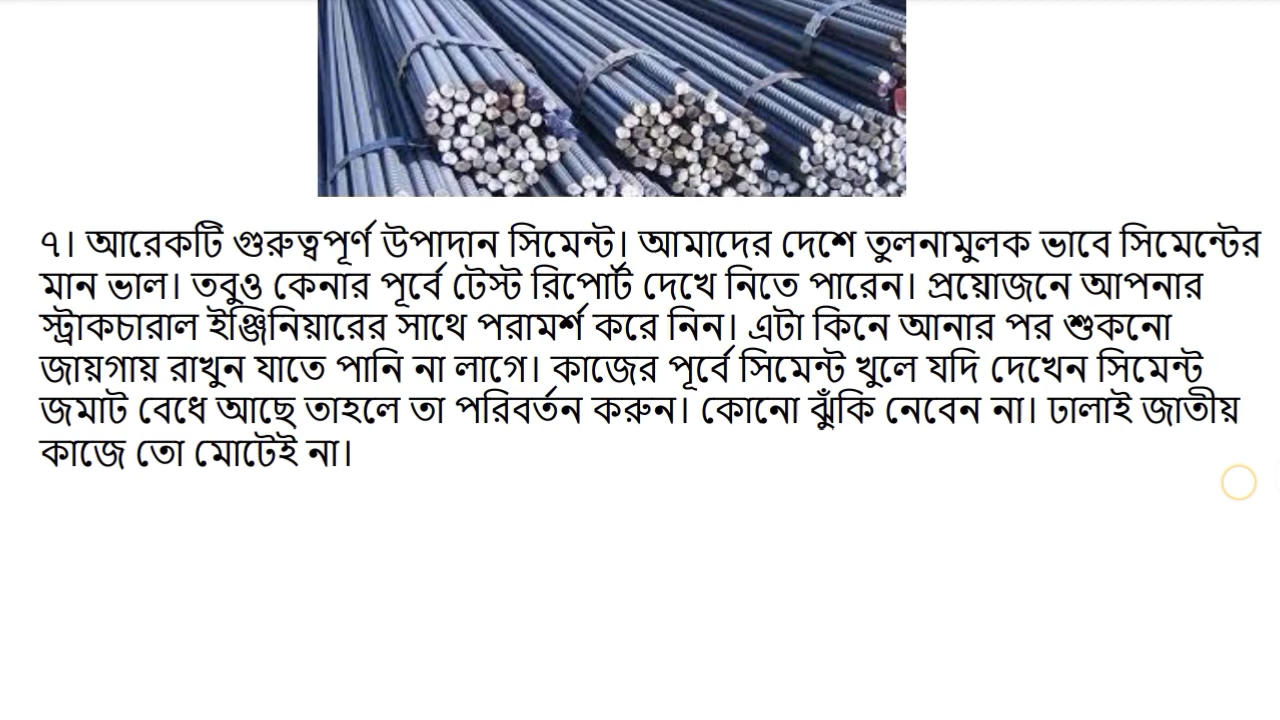 ৭। আরেকটি গুরুত্বপূর্ণ উপাদান সিমেন্ট। আমাদের দেশে তুলনামুলক ভাবে সিমেন্টের
মান ভাল। তবুও কেনার পূর্বে টেস্ট রিপোর্ট দেখে নিতে পারেন। প্রয়োজনে আপনার
স্ট্রাকচারাল ইঞ্জিনিয়ারের সাথে পরামর্শ করে নিন। এটা কিনে আনার পর শুকনো
জায়গায় রাখুন যাতে পানি না লাগে। কাজের পূর্বে সিমেন্ট খুলে যদি দেখেন সিমেন্ট
জমাট বেধে আছে তাহলে তা পরিবর্তন করুন। কোনো ঝুঁকি নেবেন না। ঢালাই জাতীয়
কাজে তো মোটেই না।